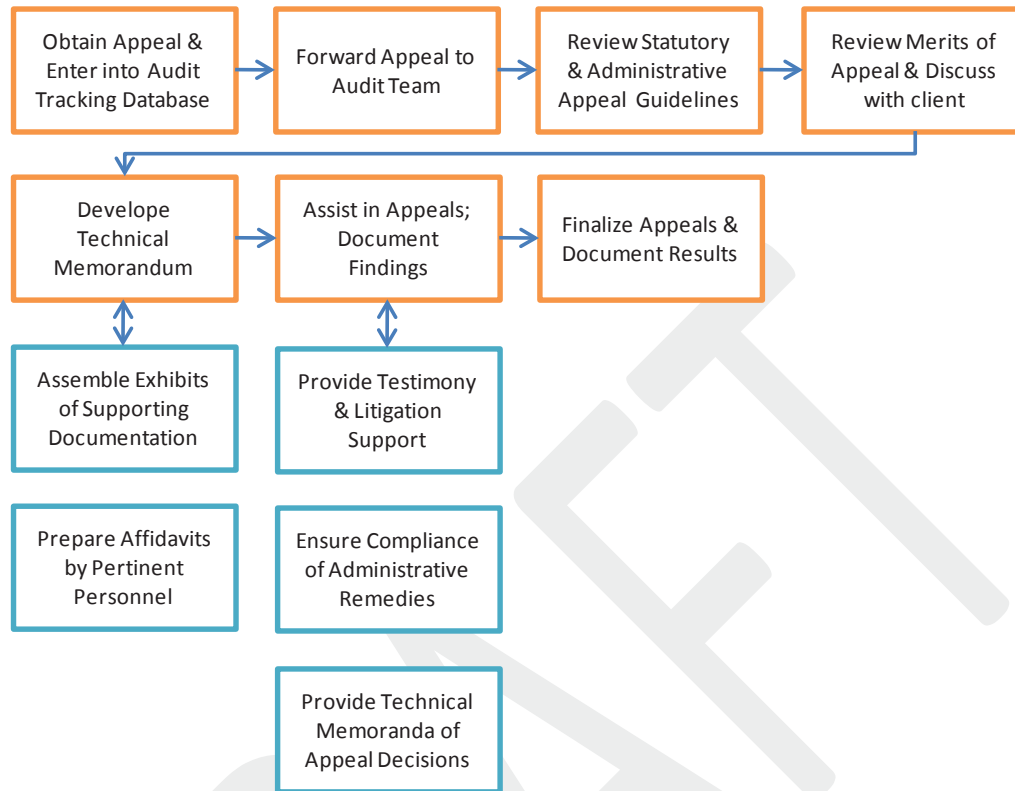 Obtain Appeal &
Enter into Audit
Tracking Database
Forward Appeal to
Audit Team
Review Statutory
& Administrative
Appeal Guidelines
Review Merits of
Appeal & Discuss
with client
Develope
Technical
Memorandum
Assist in Appeals;
Document
Findings
Finalize Appeals &
Document Results
Assemble Exhibits
of Supporting
Documentation
Provide Testimony
& Litigation
Support
Prepare Affidavits
by Pertinent
Personnel
Ensure Compliance
of Administrative
Remedies
Provide Technical
Memoranda of
Appeal Decisions